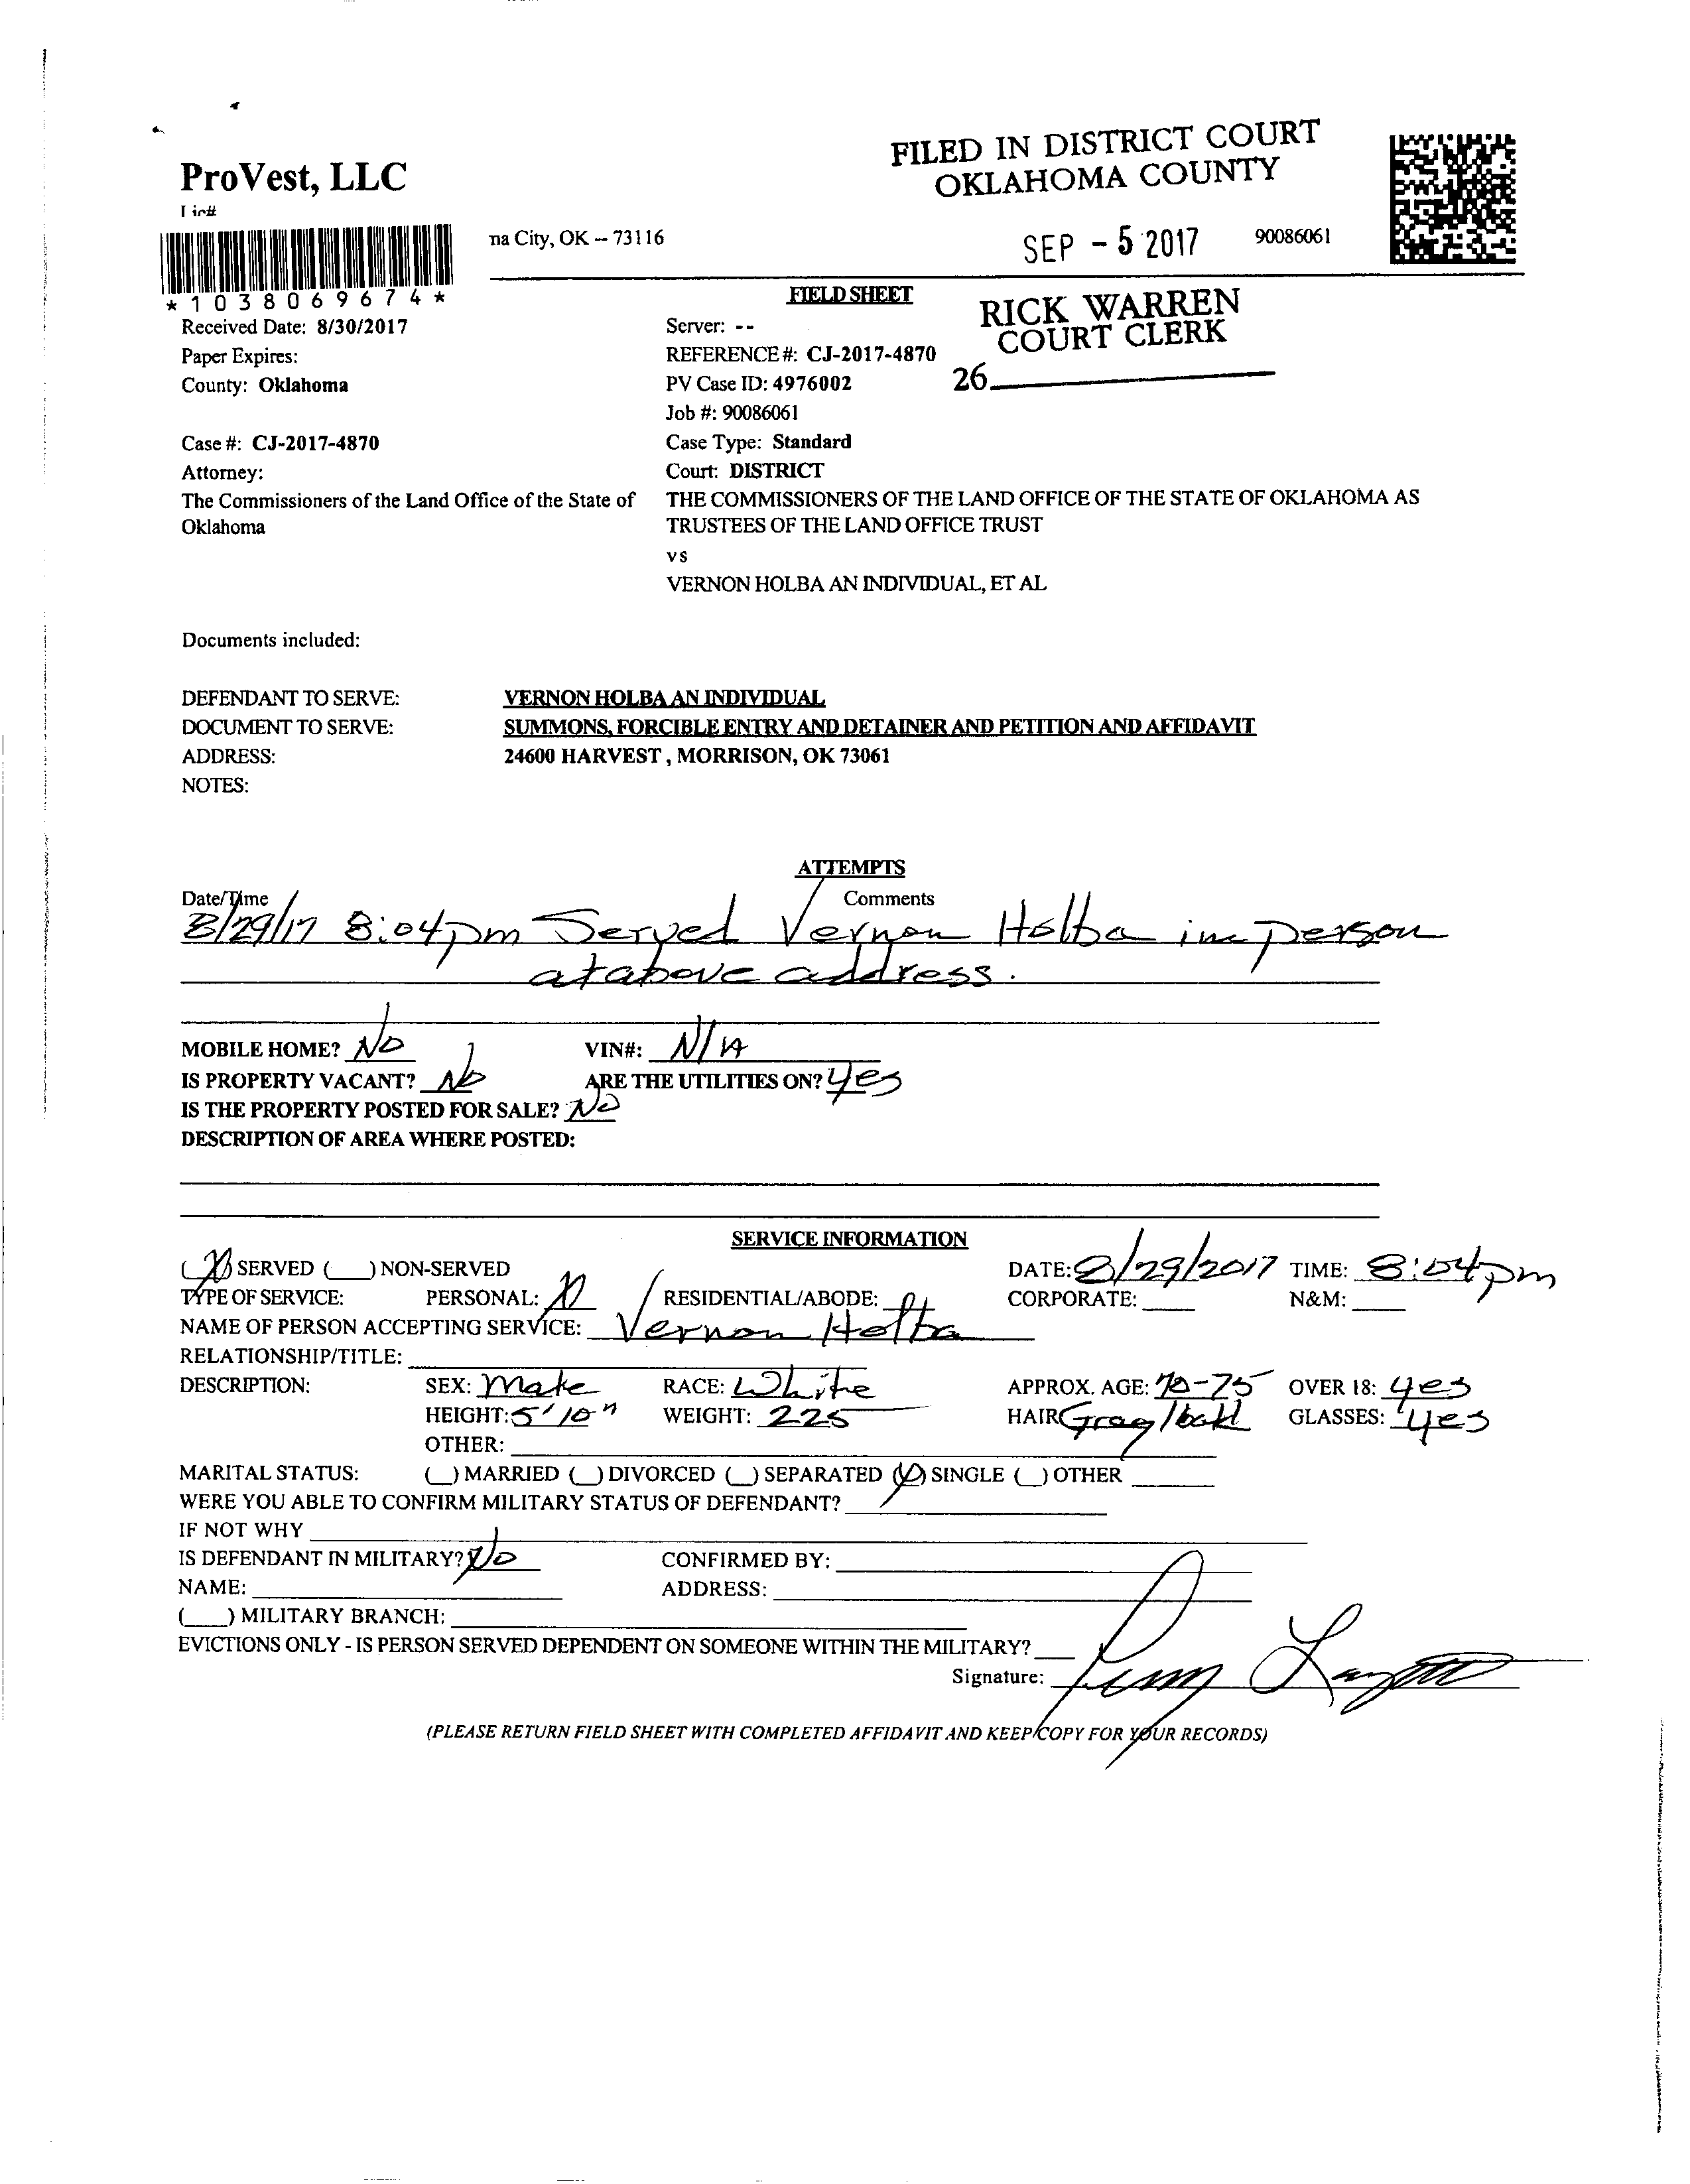 FILED IN DISTRICT COURT
OKLAHOMA COUNTY
ProVest, LLC
Lic#
na City, OK -- 73116
SEP - 5 2017
90086061
*1038069674*
FIELD SHEET
RICK WARREN
COURT CLERK
26
Received Date: 8/30/2017
Server: --
Paper Expires:
REFERENCE #: CJ-2017-4870
County: Oklahoma
PV Case ID: 4976002
Job #: 90086061
Case #: CJ-2017-4870
Case Type: Standard
Attorney:
Court: DISTRICT
The Commissioners of the Land Office of the State of
Oklahoma
THE COMMISSIONERS OF THE LAND OFFICE OF THE STATE OF OKLAHOMA AS
TRUSTEES OF THE LAND OFFICE TRUST
vs
VERNON HOLBA AN INDIVIDUAL, ET AL
Documents included:
DEFENDANT TO SERVE: VERNON HOLBA AN INDIVIDUAL
DOCUMENT TO SERVE: SUMMONS, FORCIBLE ENTRY AND DETAINER AND PETITION AND AFFIDAVIT
ADDRESS: 24600 HARVEST , MORRISON, OK 73061
NOTES:
ATTEMPTS
Date/Time Comments
8/29/17 8:04pm Served Vernon Holba in person
at above address.
MOBILE HOME? No VIN#: N/A
IS PROPERTY VACANT? No ARE THE UTILITIES ON? Yes
IS THE PROPERTY POSTED FOR SALE? No
DESCRIPTION OF AREA WHERE POSTED:
SERVICE INFORMATION
(X) SERVED (___) NON-SERVED DATE: 8/29/2017 TIME: 8:04pm
TYPE OF SERVICE: PERSONAL: X RESIDENTIAL/ABODE: CORPORATE: ____ N&M: ____
NAME OF PERSON ACCEPTING SERVICE: Vernon Holba
RELATIONSHIP/TITLE:
DESCRIPTION: SEX: Male RACE: White APPROX. AGE: 70-75 OVER 18: Yes
HEIGHT: 5'10" WEIGHT: 225 HAIR Gray/bald GLASSES: Yes
OTHER:
MARITAL STATUS: (__) MARRIED (__) DIVORCED (__) SEPARATED (X) SINGLE (__) OTHER
WERE YOU ABLE TO CONFIRM MILITARY STATUS OF DEFENDANT?
IF NOT WHY
IS DEFENDANT IN MILITARY? No CONFIRMED BY:
NAME: ADDRESS:
(___) MILITARY BRANCH:
EVICTIONS ONLY - IS PERSON SERVED DEPENDENT ON SOMEONE WITHIN THE MILITARY?
Signature:
(PLEASE RETURN FIELD SHEET WITH COMPLETED AFFIDAVIT AND KEEP COPY FOR YOUR RECORDS)